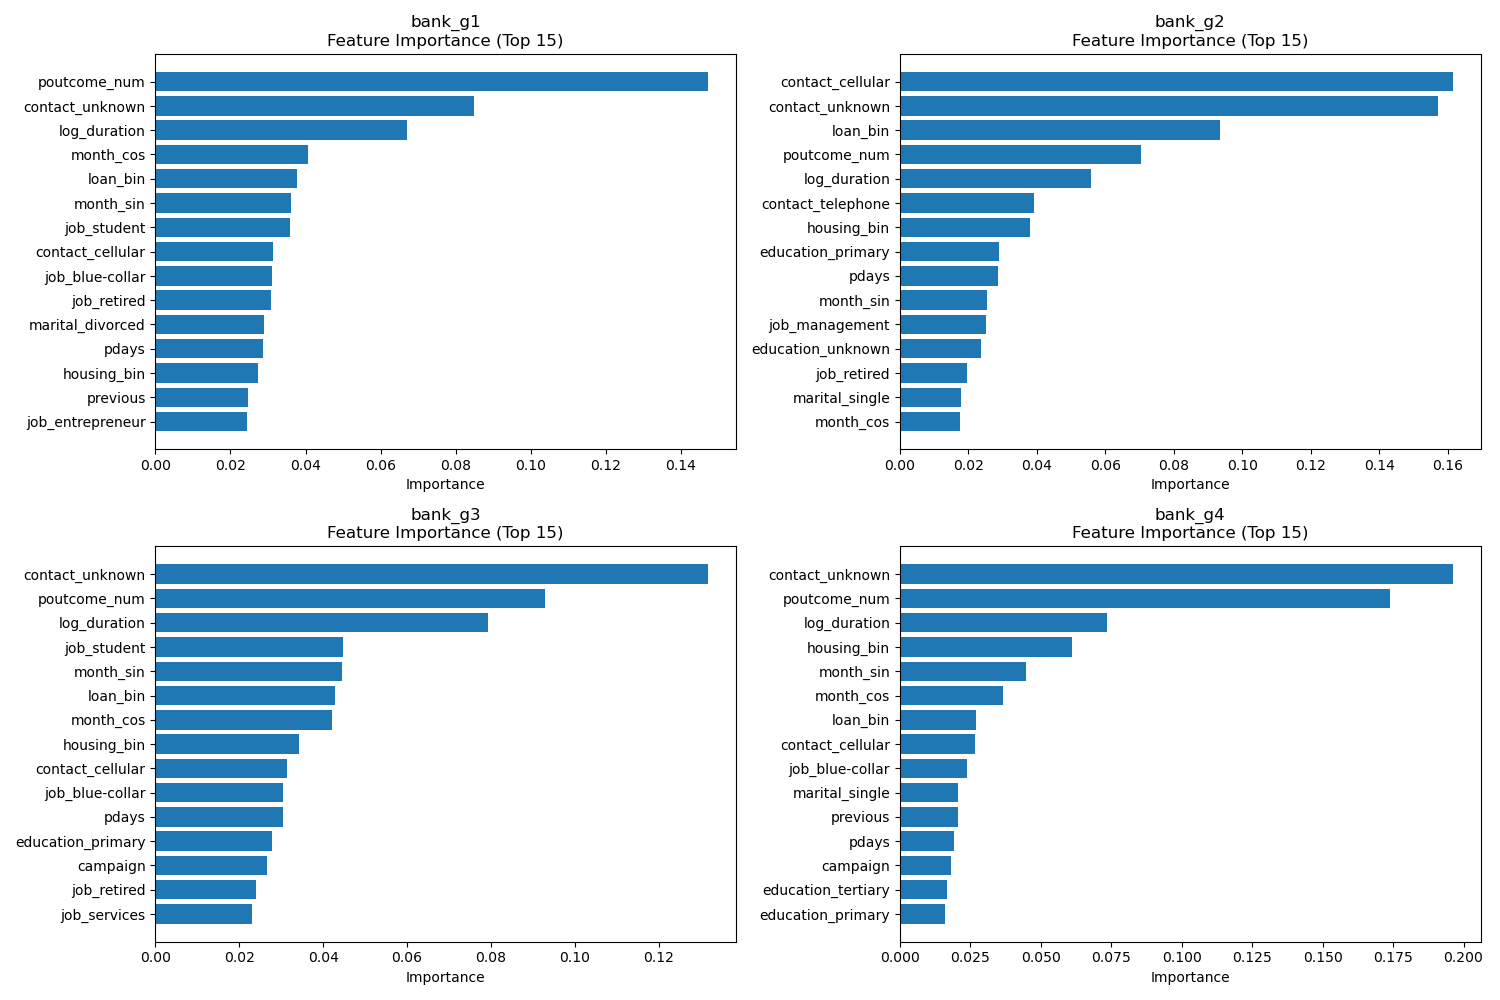 bank_g1
Feature Importance (Top 15)
poutcome_num
contact_unknown
log_duration
month_cos
loan_bin
month_sin
job_student
contact_cellular
job_blue-collar
job_retired
marital_divorced
pdays
housing_bin
previous
job_entrepreneur
0.00 0.02 0.04 0.06 0.08 0.10 0.12 0.14
Importance
bank_g2
Feature Importance (Top 15)
contact_cellular
contact_unknown
loan_bin
poutcome_num
log_duration
contact_telephone
housing_bin
education_primary
pdays
month_sin
job_management
education_unknown
job_retired
marital_single
month_cos
0.00 0.02 0.04 0.06 0.08 0.10 0.12 0.14 0.16
Importance
bank_g3
Feature Importance (Top 15)
contact_unknown
poutcome_num
log_duration
job_student
month_sin
loan_bin
month_cos
housing_bin
contact_cellular
job_blue-collar
pdays
education_primary
campaign
job_retired
job_services
0.00 0.02 0.04 0.06 0.08 0.10 0.12
Importance
bank_g4
Feature Importance (Top 15)
contact_unknown
poutcome_num
log_duration
housing_bin
month_sin
month_cos
loan_bin
contact_cellular
job_blue-collar
marital_single
previous
pdays
campaign
education_tertiary
education_primary
0.000 0.025 0.050 0.075 0.100 0.125 0.150 0.175 0.200
Importance